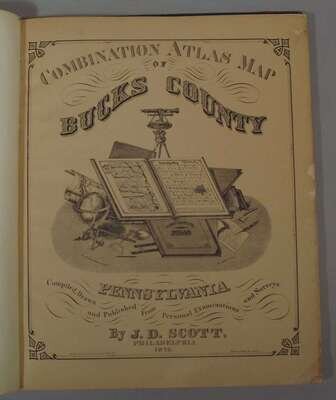 COMBINATION ATLAS MAP
OF
BUCKS COUNTY
PENNSYLVANIA
Compiled, Drawn and Published From Personal Examinations and Surveys
By J. D. SCOTT.
PHILADELPHIA
1876.